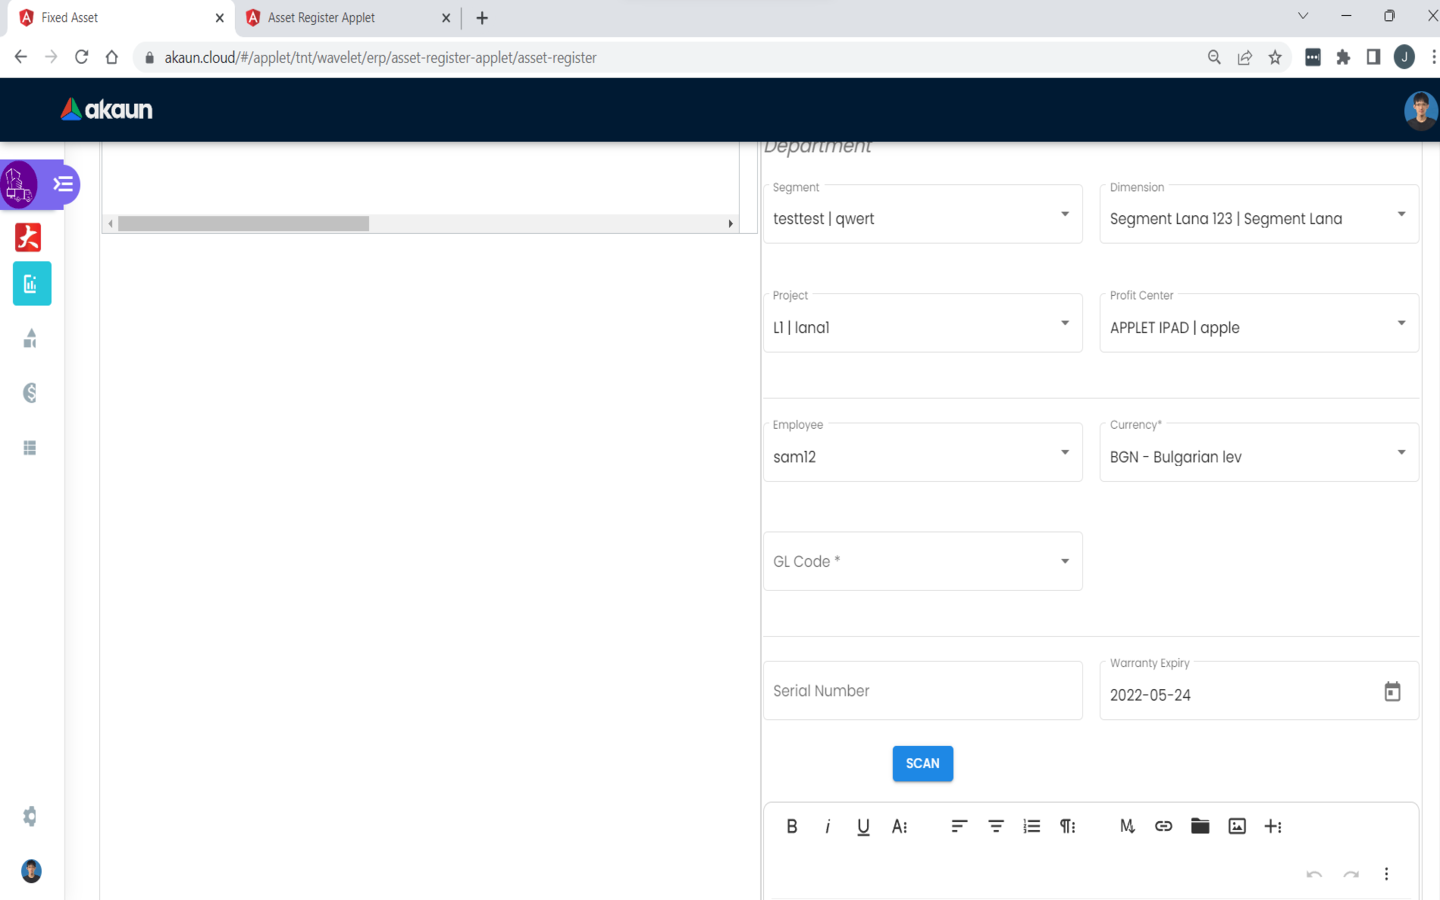 Fixed Asset
Asset Register Applet
akaun.cloud/#/applet/tnt/wavelet/erp/asset-register-applet/asset-register
J
akaun
Department
Segment
testtest | qwert
Dimension
Segment Lana 123 | Segment Lana
Project
L1 | lana1
Profit Center
APPLET IPAD | apple
Employee
sam12
Currency*
BGN - Bulgarian lev
GL Code *
Serial Number
Warranty Expiry
2022-05-24
SCAN